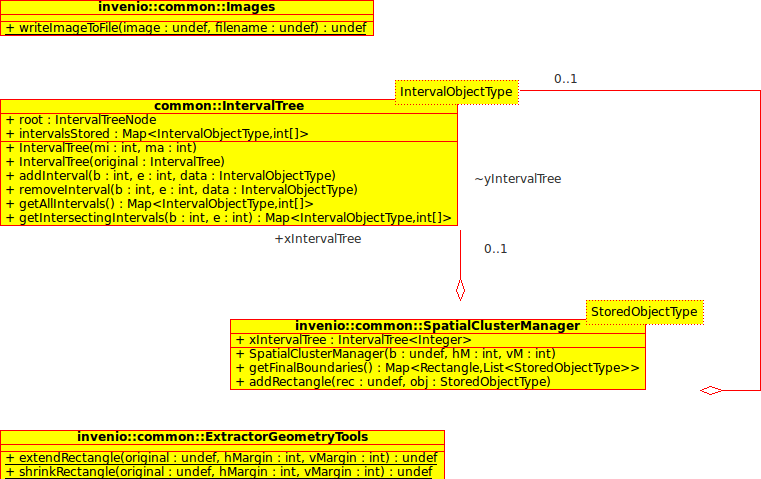 invenio::common::Images
+ writeImageToFile(image : undef, filename : undef) : undef
0..1
IntervalObjectType
common::IntervalTree
+ root : IntervalTreeNode
+ intervalsStored : Map<IntervalObjectType,int[]>
+ IntervalTree(mi : int, ma : int)
+ IntervalTree(original : IntervalTree)
+ addInterval(b : int, e : int, data : IntervalObjectType)
+ removeInterval(b : int, e : int, data : IntervalObjectType)
+ getAllIntervals() : Map<IntervalObjectType,int[]>
+ getIntersectingIntervals(b : int, e : int) : Map<IntervalObjectType,int[]>
~yIntervalTree
+xIntervalTree
0..1
StoredObjectType
invenio::common::SpatialClusterManager
+ xIntervalTree : IntervalTree<Integer>
+ SpatialClusterManager(b : undef, hM : int, vM : int)
+ getFinalBoundaries() : Map<Rectangle,List<StoredObjectType>>
+ addRectangle(rec : undef, obj : StoredObjectType)
invenio::common::ExtractorGeometryTools
+ extendRectangle(original : undef, hMargin : int, vMargin : int) : undef
+ shrinkRectangle(original : undef, hMargin : int, vMargin : int) : undef